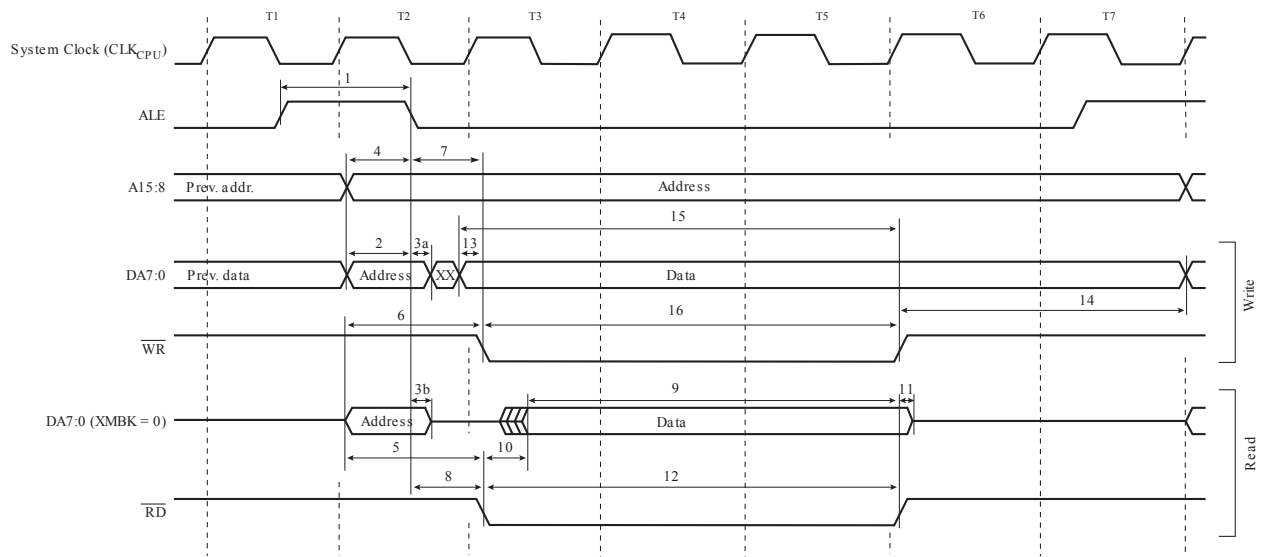 T1 T2 T3 T4 T5 T6 T7
System Clock (CLKCPU)
1
ALE
4 7
A15:8 Prev. addr. Address
15
2 3a 13
DA7:0 Prev. data Address XX Data
14
6 16
WR
Write
3b 9 11
DA7:0 (XMBK = 0) Address Data
5 10
8 12
RD
Read